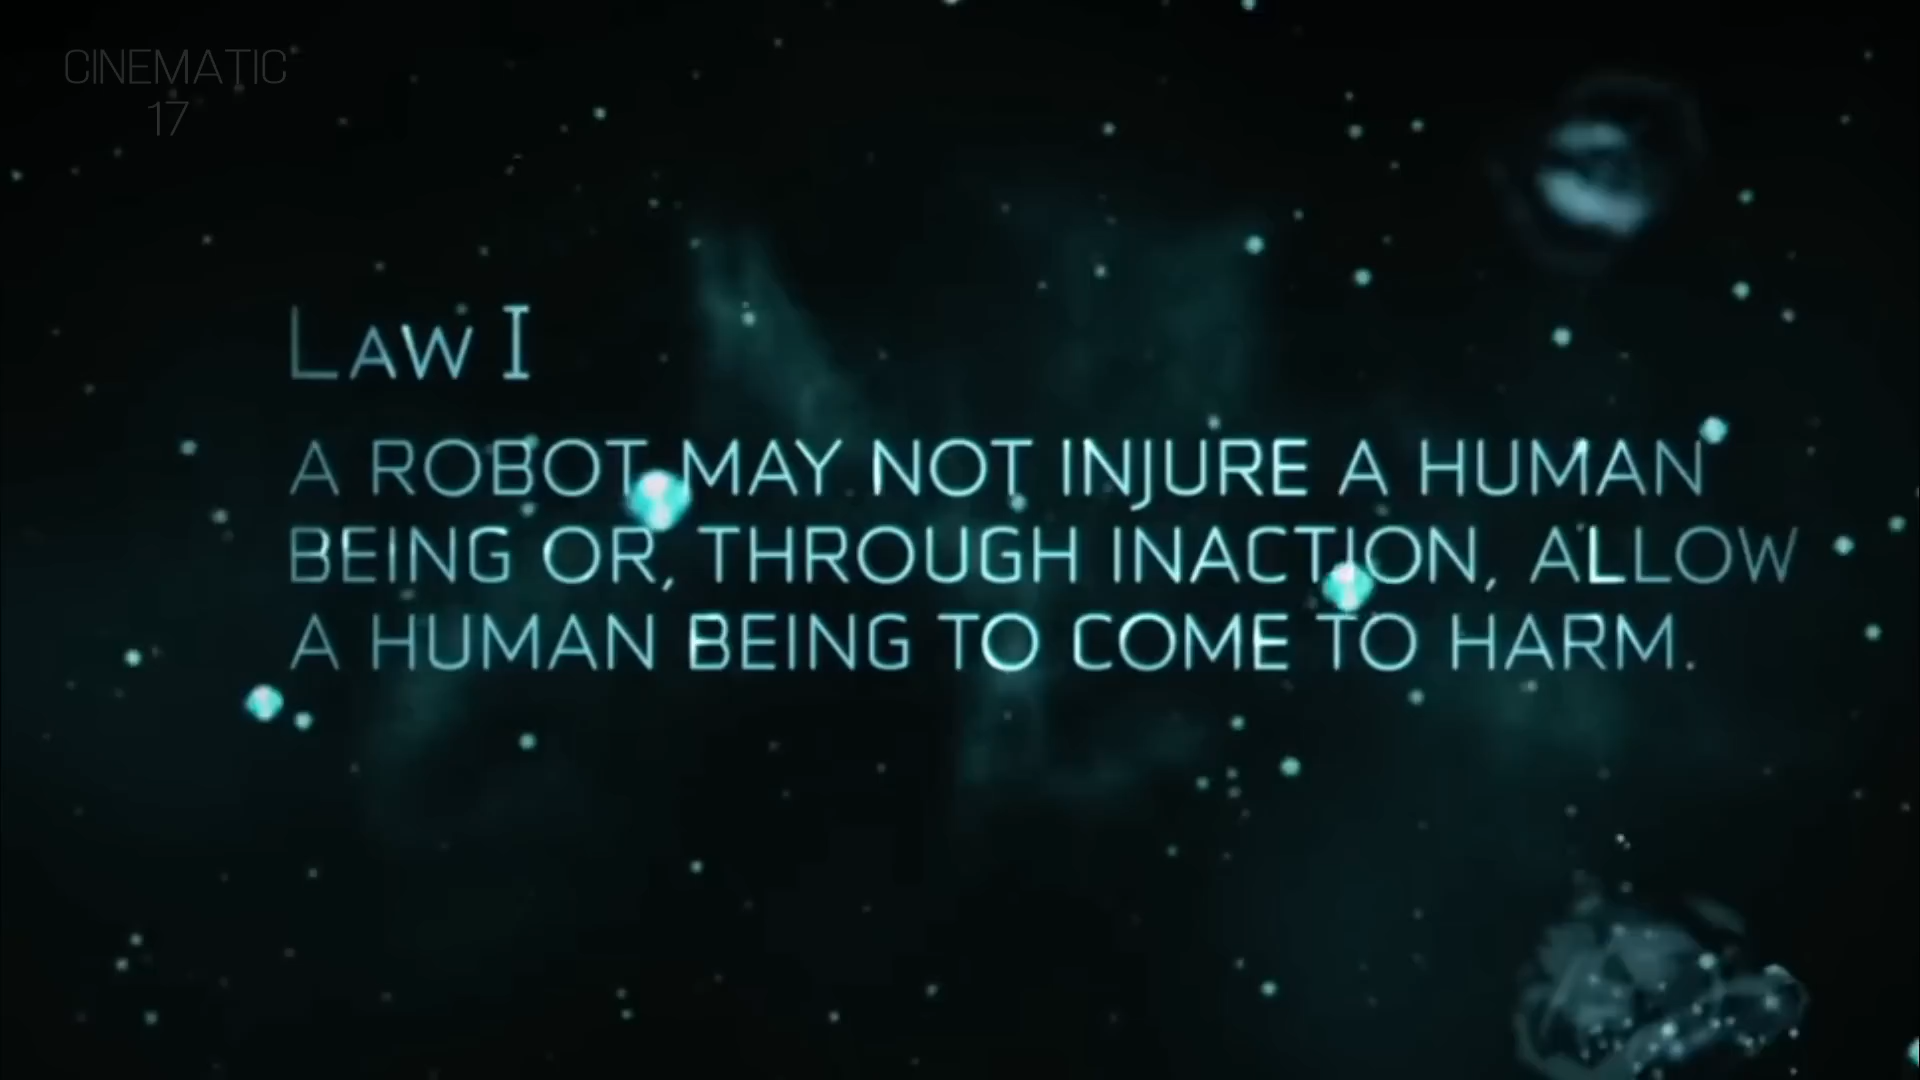 CINEMATIC
17
LAW I
A ROBOT MAY NOT INJURE A HUMAN
BEING OR, THROUGH INACTION, ALLOW
A HUMAN BEING TO COME TO HARM.